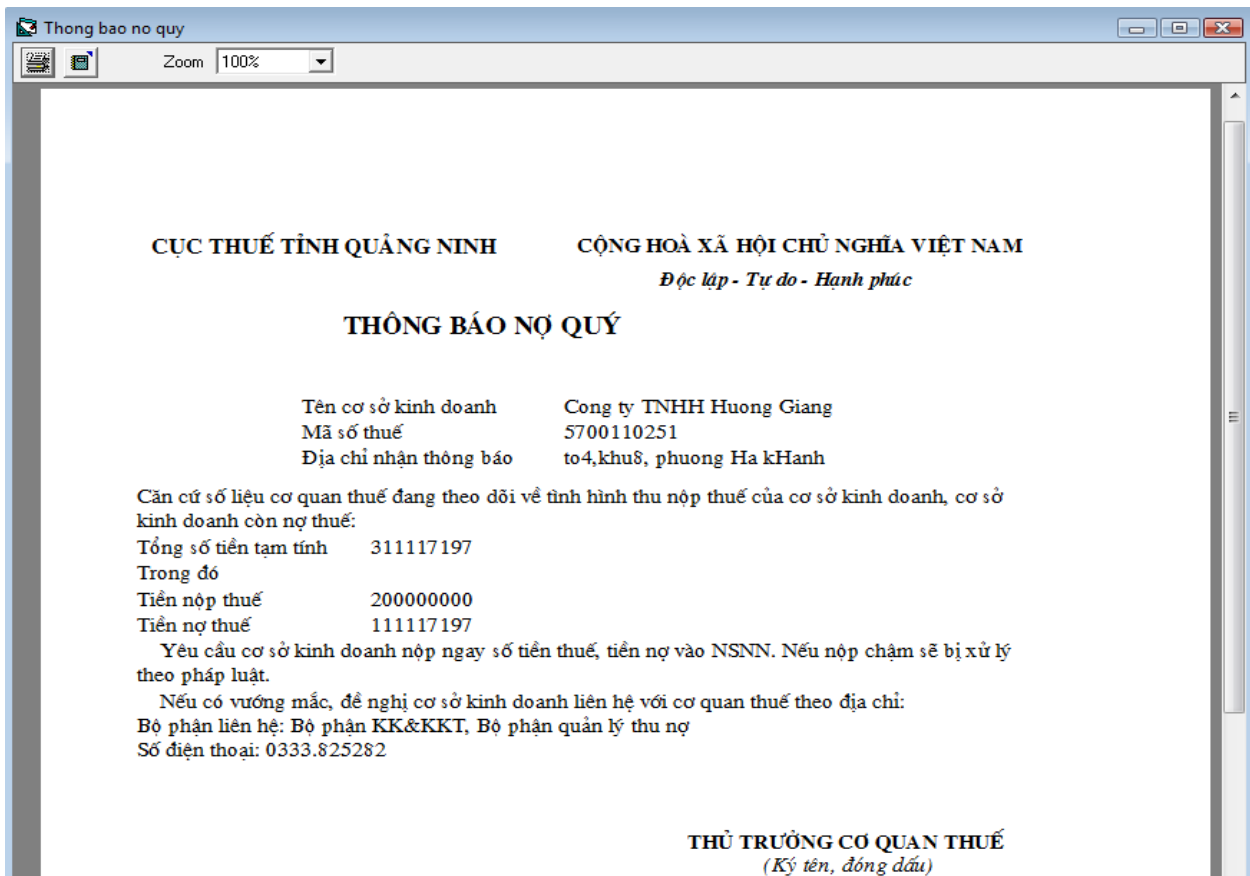 Thong bao no quy
Zoom 100%
CỤC THUẾ TỈNH QUẢNG NINH CỘNG HOÀ XÃ HỘI CHỦ NGHĨA VIỆT NAM
Độc lập - Tự do - Hạnh phúc
THÔNG BÁO NỢ QUÝ
Tên cơ sở kinh doanh Cong ty TNHH Huong Giang
Mã số thuế 5700110251
Địa chỉ nhận thông báo to4,khu8, phuong Ha kHanh
Căn cứ số liệu cơ quan thuế đang theo dõi về tình hình thu nộp thuế của cơ sở kinh doanh, cơ sở
kinh doanh còn nợ thuế:
Tổng số tiền tạm tính 311117197
Trong đó
Tiền nộp thuế 200000000
Tiền nợ thuế 111117197
Yêu cầu cơ sở kinh doanh nộp ngay số tiền thuế, tiền nợ vào NSNN. Nếu nộp chậm sẽ bị xử lý
theo pháp luật.
Nếu có vướng mắc, đề nghị cơ sở kinh doanh liên hệ với cơ quan thuế theo địa chỉ:
Bộ phận liên hệ: Bộ phận KK&KKT, Bộ phận quản lý thu nợ
Số điện thoại: 0333.825282
THỦ TRƯỞNG CƠ QUAN THUẾ
(Ký tên, đóng dấu)